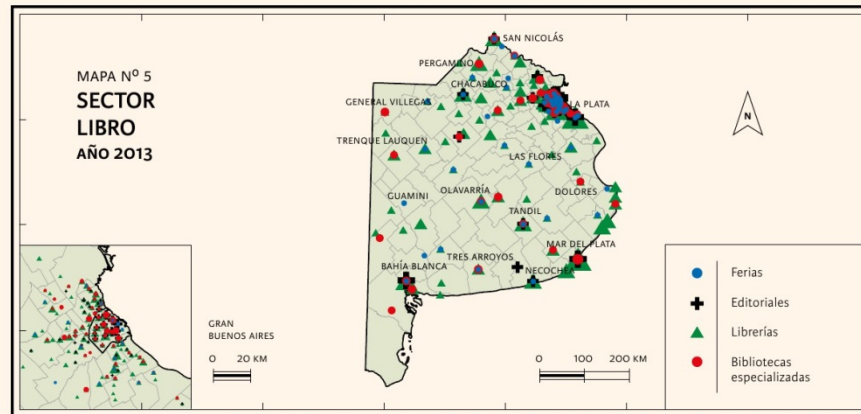 MAPA Nº 5
SECTOR
LIBRO
AÑO 2013
SAN NICOLÁS
PERGAMINO
CHACABUCO
GENERAL VILLEGAS
LA PLATA
TRENQUE LAUQUEN
LAS FLORES
GUAMINI
OLAVARRÍA
DOLORES
TANDIL
MAR DEL PLATA
TRES ARROYOS
BAHÍA BLANCA
NECOCHEA
N
GRAN
BUENOS AIRES
0 20 KM
0 100 200 KM
Ferias
Editoriales
Librerías
Bibliotecas
especializadas